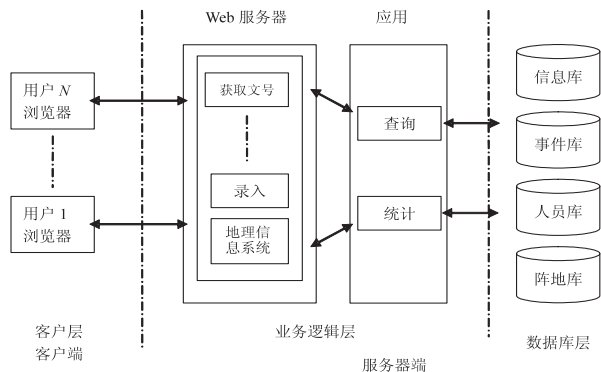 Web 服务器
应用
用户 N
浏览器
获取文号
查询
信息库
事件库
录入
用户 1
浏览器
地理信
息系统
统计
人员库
阵地库
客户层
客户端
业务逻辑层
服务器端
数据库层